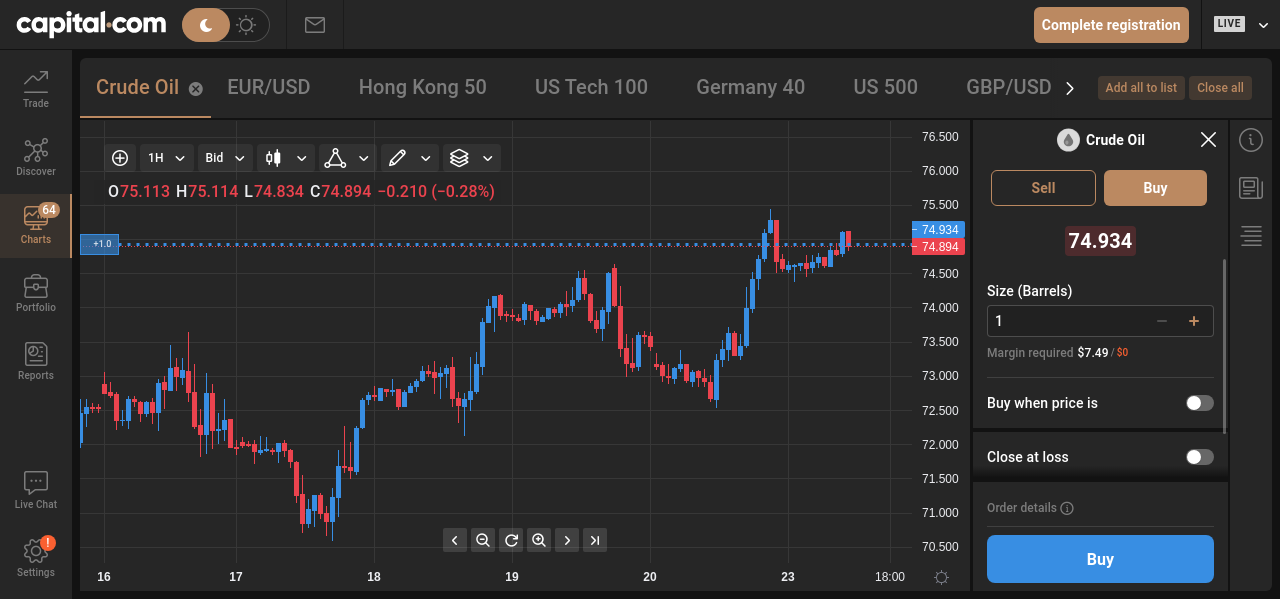 capital.com
Complete registration
LIVE
Trade
Discover
64
Charts
Portfolio
Reports
Live Chat
!
Settings
Crude Oil EUR/USD Hong Kong 50 US Tech 100 Germany 40 US 500 GBP/USD
Add all to list Close all
1H Bid
O75.113 H75.114 L74.834 C74.894 −0.210 (−0.28%)
+1.0
76.500
76.000
75.500
74.934
74.894
74.500
74.000
73.500
73.000
72.500
72.000
71.500
71.000
70.500
16 17 18 19 20 23 18:00
Crude Oil
Sell Buy
74.934
Size (Barrels)
1 − +
Margin required $7.49 / $0
Buy when price is
Close at loss
Order details i
Buy
i